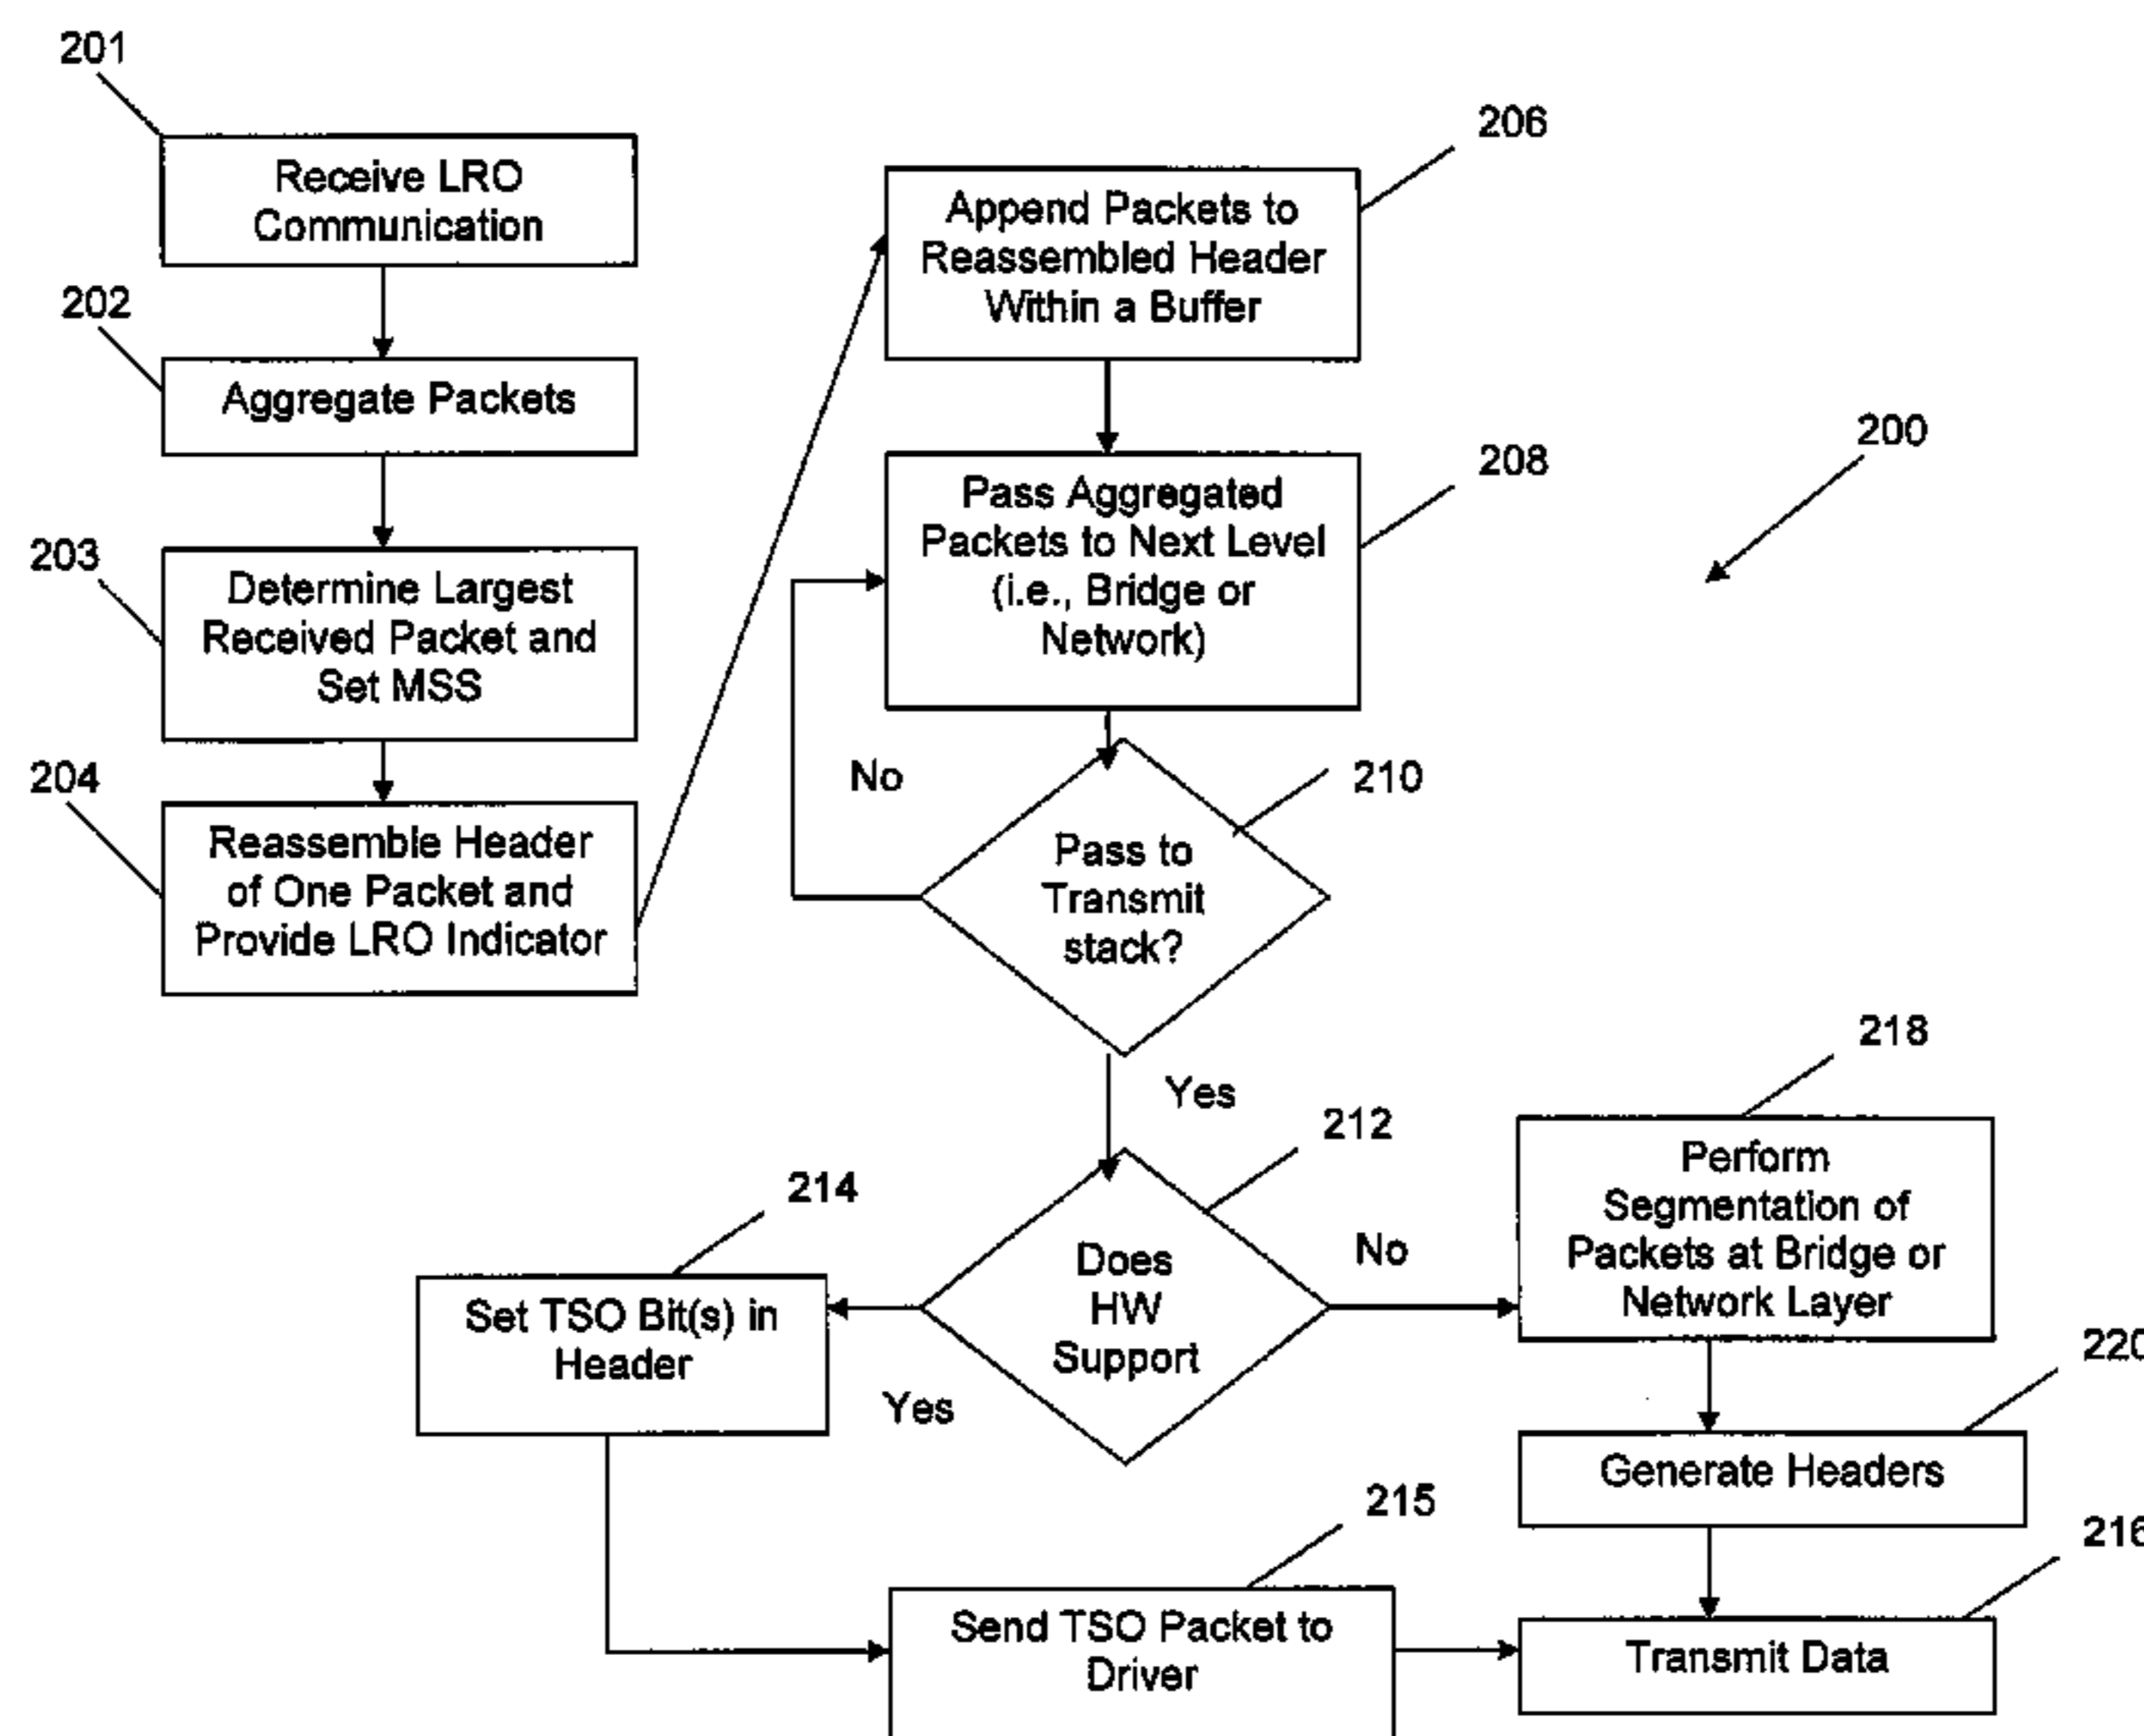 201
Receive LRO
Communication
202
Aggregate Packets
203
Determine Largest
Received Packet and
Set MSS
204
Reassemble Header
of One Packet and
Provide LRO Indicator
206
Append Packets to
Reassembled Header
Within a Buffer
208
Pass Aggregated
Packets to Next Level
(i.e., Bridge or
Network)
200
No
210
Pass to
Transmit
stack?
Yes
212
Does
HW
Support
No
Yes
214
Set TSO Bit(s) in
Header
215
Send TSO Packet to
Driver
218
Perform
Segmentation of
Packets at Bridge or
Network Layer
220
Generate Headers
216
Transmit Data